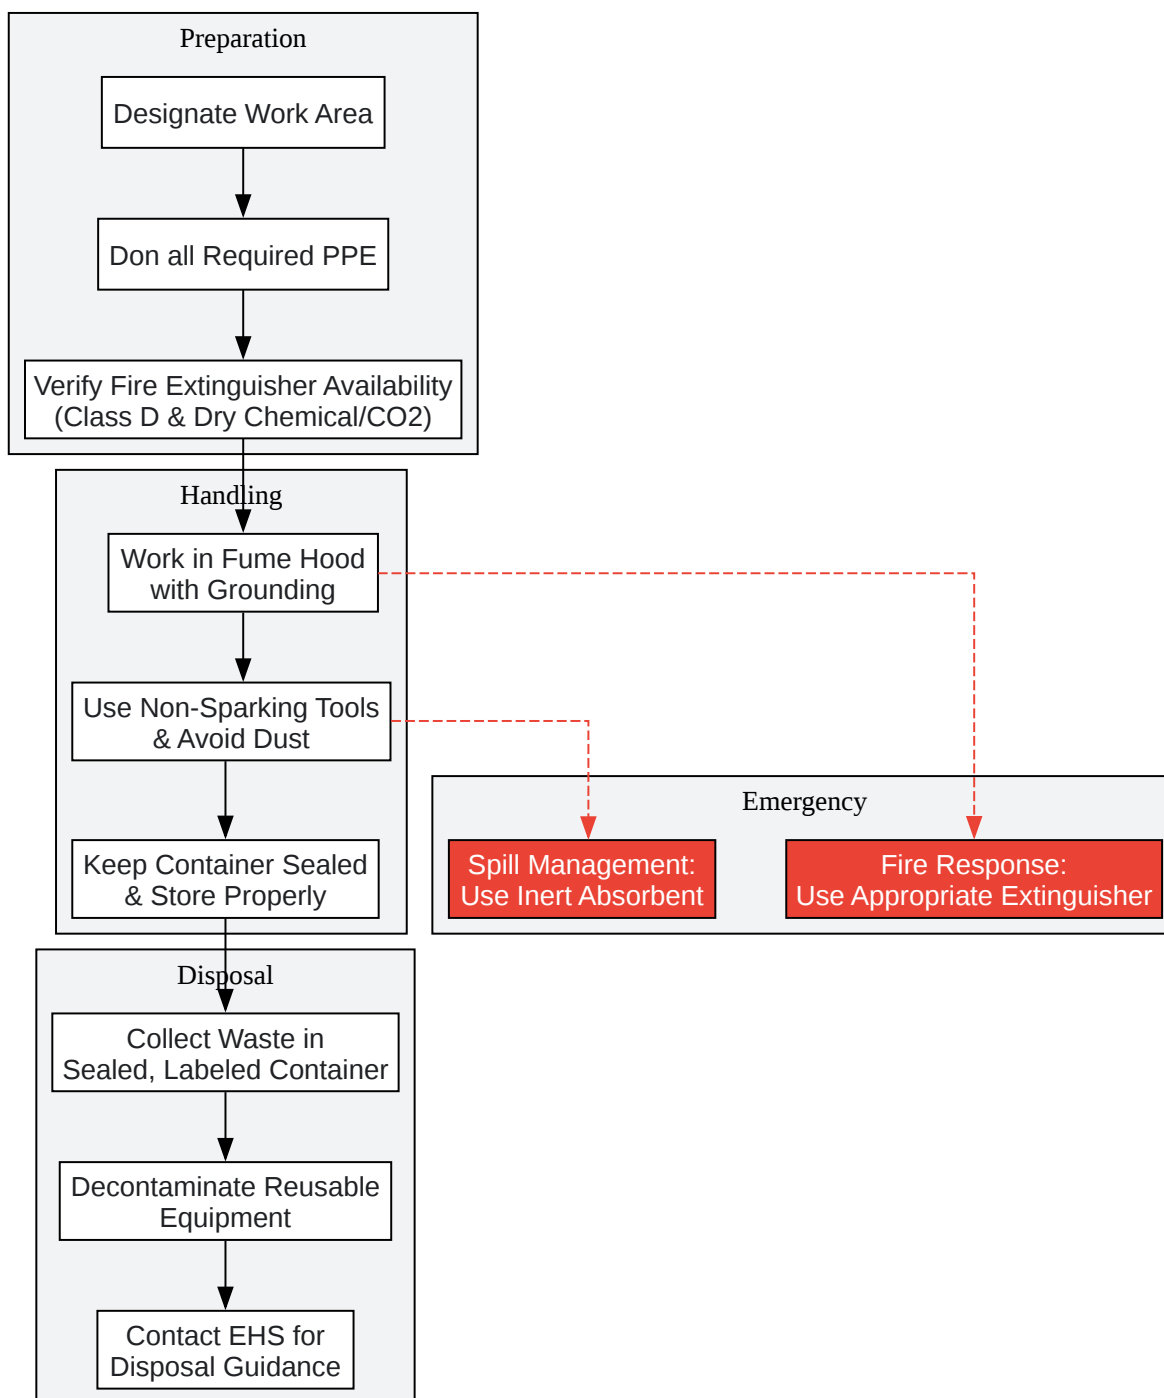 Preparation
Designate Work Area
Don all Required PPE
Verify Fire Extinguisher Availability
(Class D & Dry Chemical/CO2)
Handling
Work in Fume Hood
with Grounding
Use Non-Sparking Tools
& Avoid Dust
Keep Container Sealed
& Store Properly
Emergency
Spill Management:
Use Inert Absorbent
Fire Response:
Use Appropriate Extinguisher
Disposal
Collect Waste in
Sealed, Labeled Container
Decontaminate Reusable
Equipment
Contact EHS for
Disposal Guidance